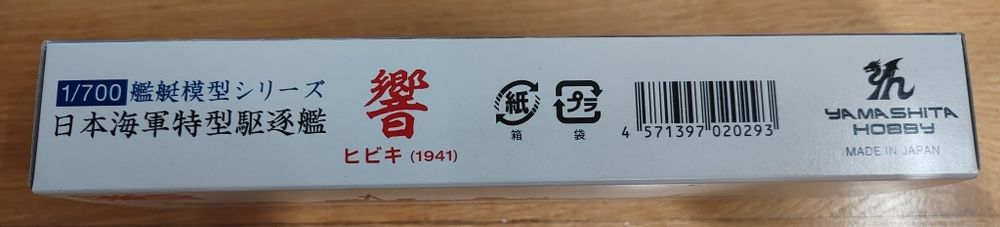 1/700 艦艇模型シリーズ
日本海軍特型駆逐艦
響
ヒビキ (1941)
紙
箱
プラ
袋
4 571397 020293
YAMASHITA
HOBBY
MADE IN JAPAN